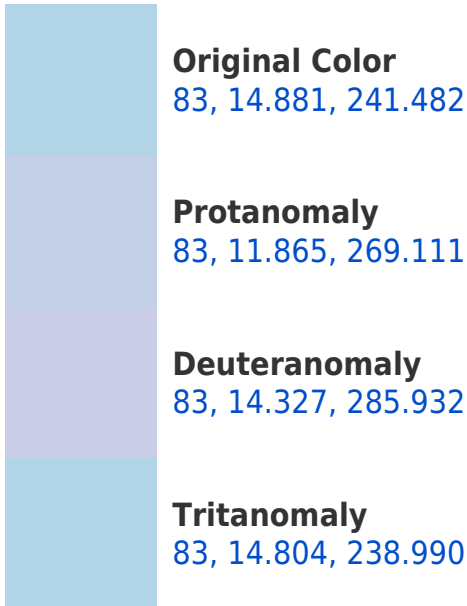 Original Color
83, 14.881, 241.482
Protanomaly
83, 11.865, 269.111
Deuteranomaly
83, 14.327, 285.932
Tritanomaly
83, 14.804, 238.990